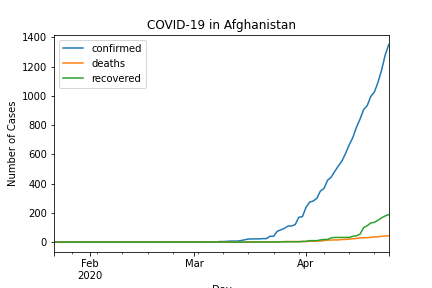 COVID-19 in Afghanistan
confirmed
deaths
recovered
1400
1200
1000
800
600
400
200
0
Number of Cases
Feb
2020
Mar
Apr